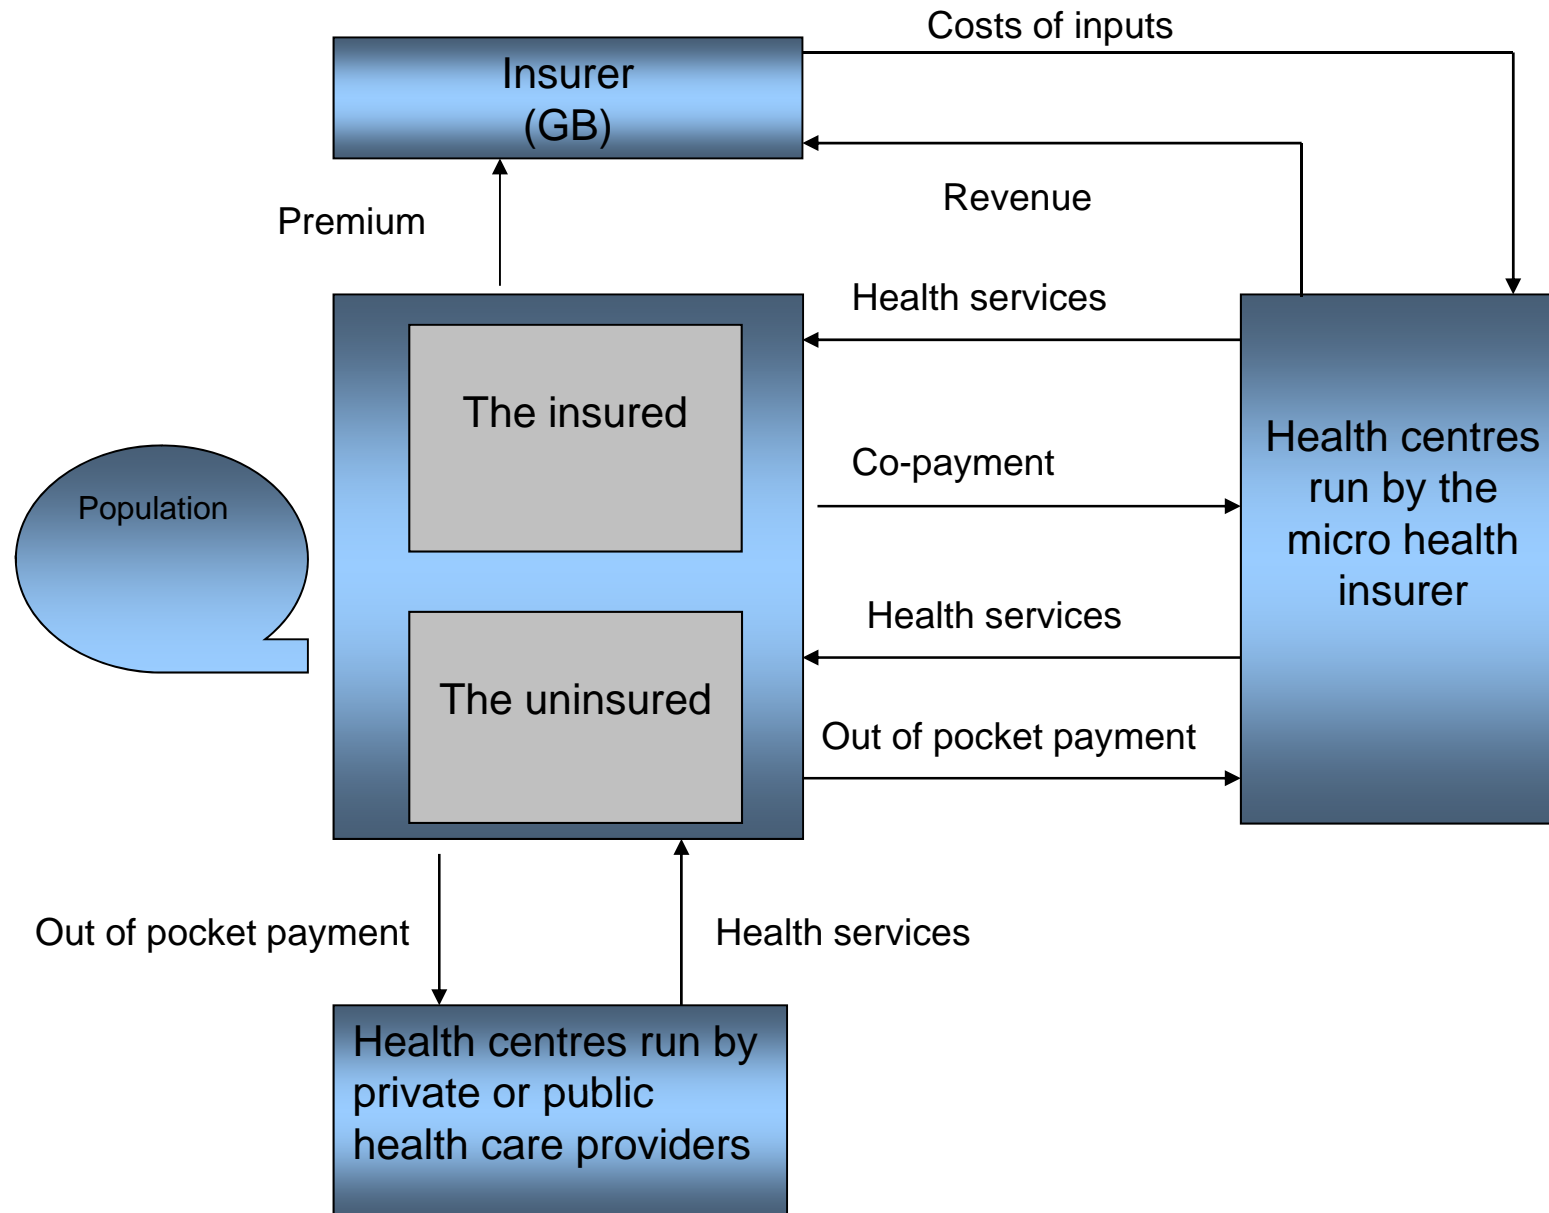 Costs of inputs
Insurer
(GB)
Revenue
Premium
Health services
The insured
Health centres
run by the
micro health
insurer
Co-payment
Population
Health services
The uninsured
Out of pocket payment
Out of pocket payment
Health services
Health centres run by
private or public
health care providers